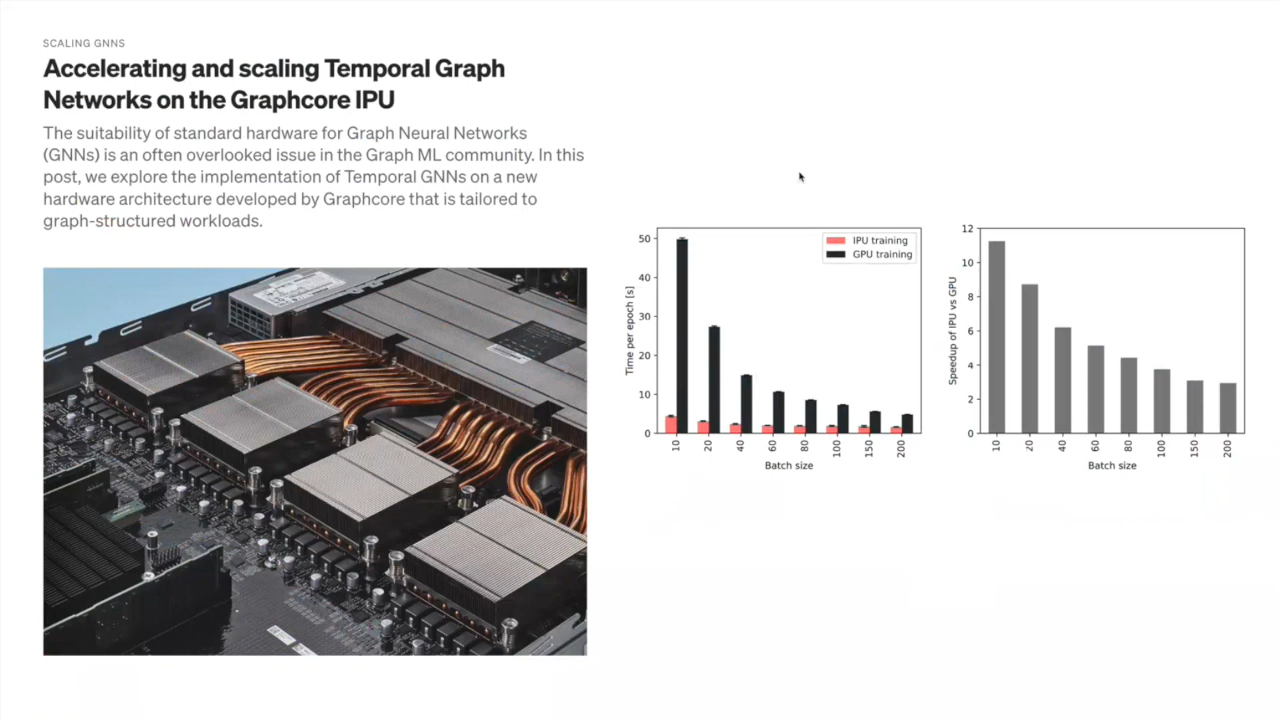 SCALING GNNS
Accelerating and scaling Temporal Graph
Networks on the Graphcore IPU
The suitability of standard hardware for Graph Neural Networks
(GNNs) is an often overlooked issue in the Graph ML community. In this
post, we explore the implementation of Temporal GNNs on a new
hardware architecture developed by Graphcore that is tailored to
graph-structured workloads.
Time per epoch [s]
50
40
30
20
10
0
IPU training
GPU training
10 20 40 60 80 100 150 200
Batch size
Speedup of IPU vs GPU
12
10
8
6
4
2
0
10 20 40 60 80 100 150 200
Batch size